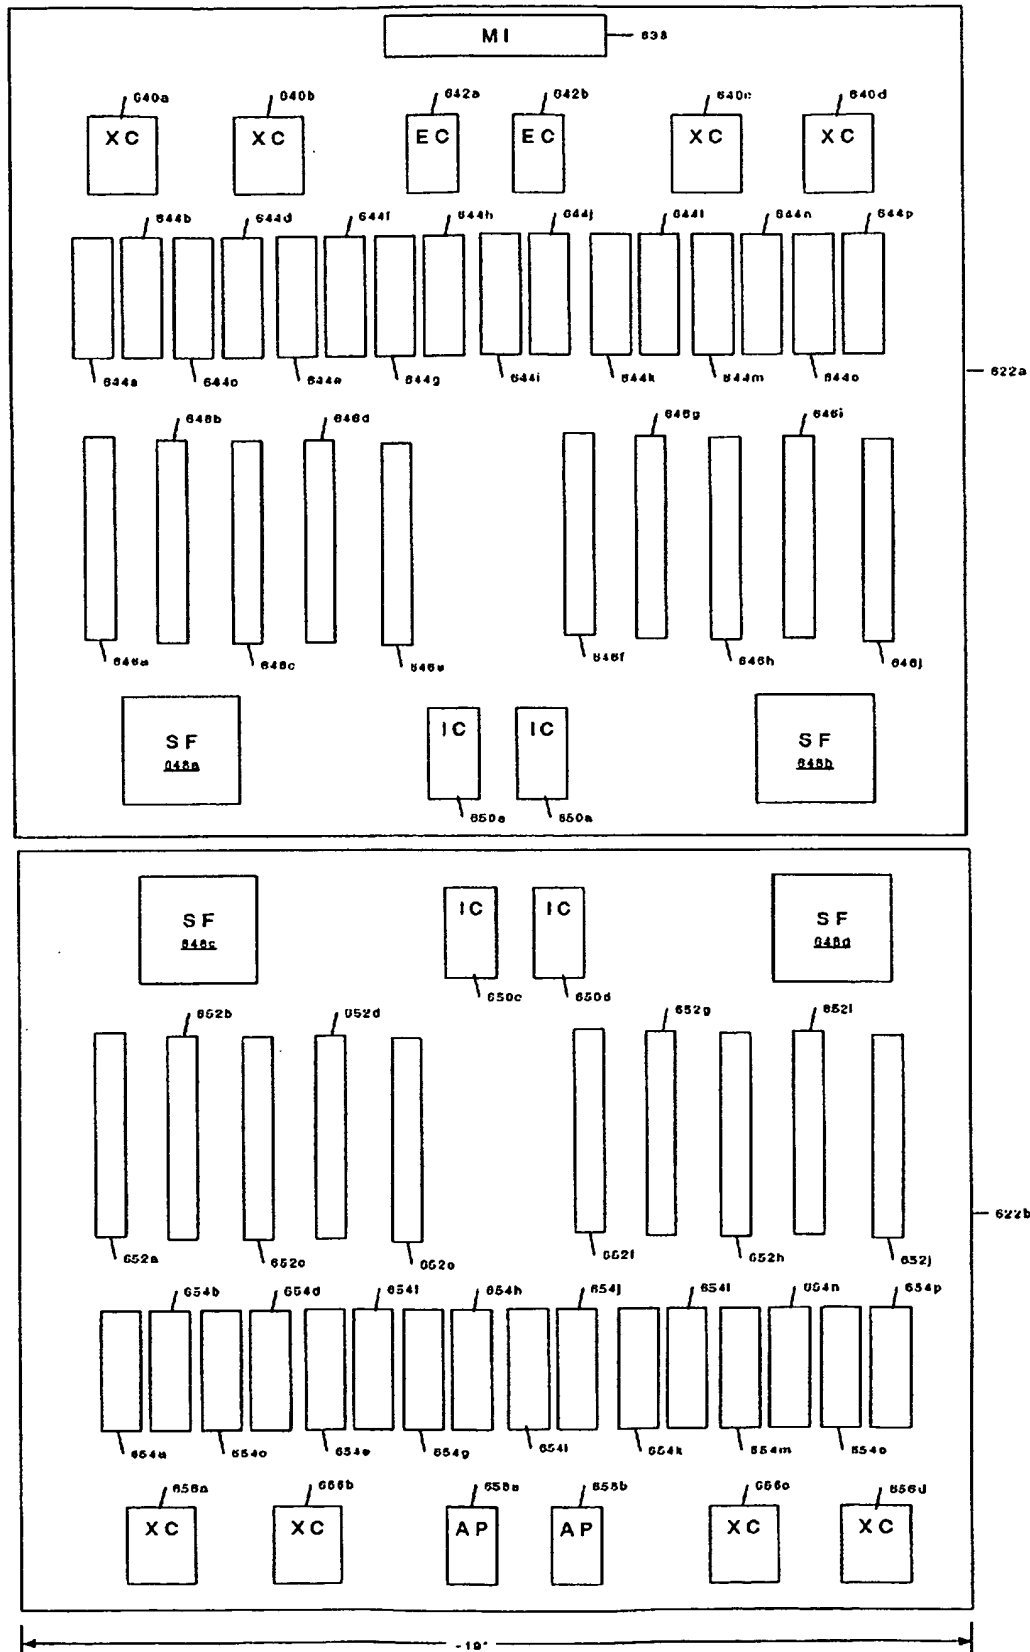 MI
638
640a 640b 642a 642b 640c 640d
XC XC EC EC XC XC
644b 644d 644f 644h 644j 644l 644n 644p
644a 644c 644e 644g 644i 644k 644m 644o
622a
646b 646d 646g 646i
646a 646c 646e 646f 646h 646j
SF IC IC SF
648a 648b
650a 650a
SF IC IC SF
648c 648d
650c 650d
652b 652d 652g 652i
622b
652a 652c 652e 652f 652h 652j
654b 654d 654f 654h 654j 654l 654n 654p
654a 654c 654e 654g 654i 654k 654m 654o
656a 656b 658a 658b 656c 656d
XC XC AP AP XC XC
~19"